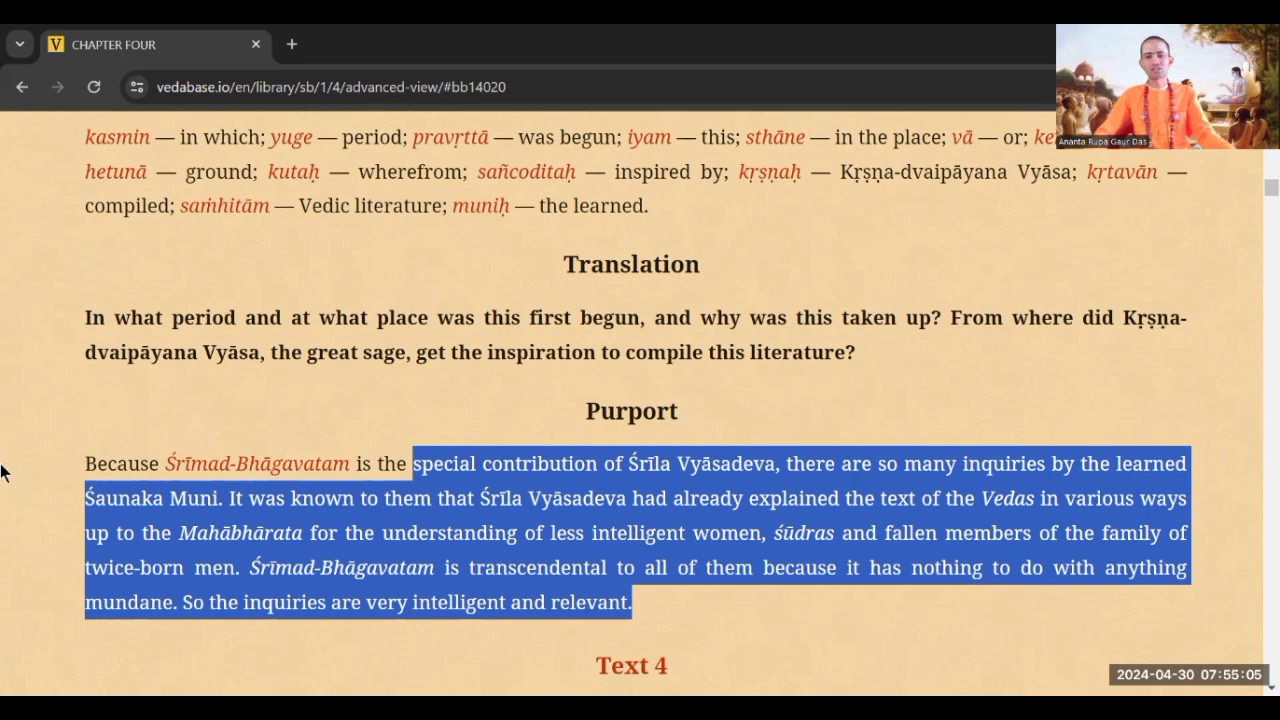 CHAPTER FOUR
vedabase.io/en/library/sb/1/4/advanced-view/#bb14020
Ananta Rupa Gaur Das
kasmin — in which; yuge — period; pravṛttā — was begun; iyam — this; sthāne — in the place; vā — or;
hetunā — ground; kutaḥ — wherefrom; sañcoditaḥ — inspired by; kṛṣṇaḥ — Kṛṣṇa-dvaipāyana Vyāsa; kṛtavān —
compiled; saṁhitām — Vedic literature; muniḥ — the learned.
Translation
In what period and at what place was this first begun, and why was this taken up? From where did Kṛṣṇa-
dvaipāyana Vyāsa, the great sage, get the inspiration to compile this literature?
Purport
Because Śrīmad-Bhāgavatam is the special contribution of Śrīla Vyāsadeva, there are so many inquiries by the learned
Śaunaka Muni. It was known to them that Śrīla Vyāsadeva had already explained the text of the Vedas in various ways
up to the Mahābhārata for the understanding of less intelligent women, śūdras and fallen members of the family of
twice-born men. Śrīmad-Bhāgavatam is transcendental to all of them because it has nothing to do with anything
mundane. So the inquiries are very intelligent and relevant.
Text 4
2024-04-30 07:55:05